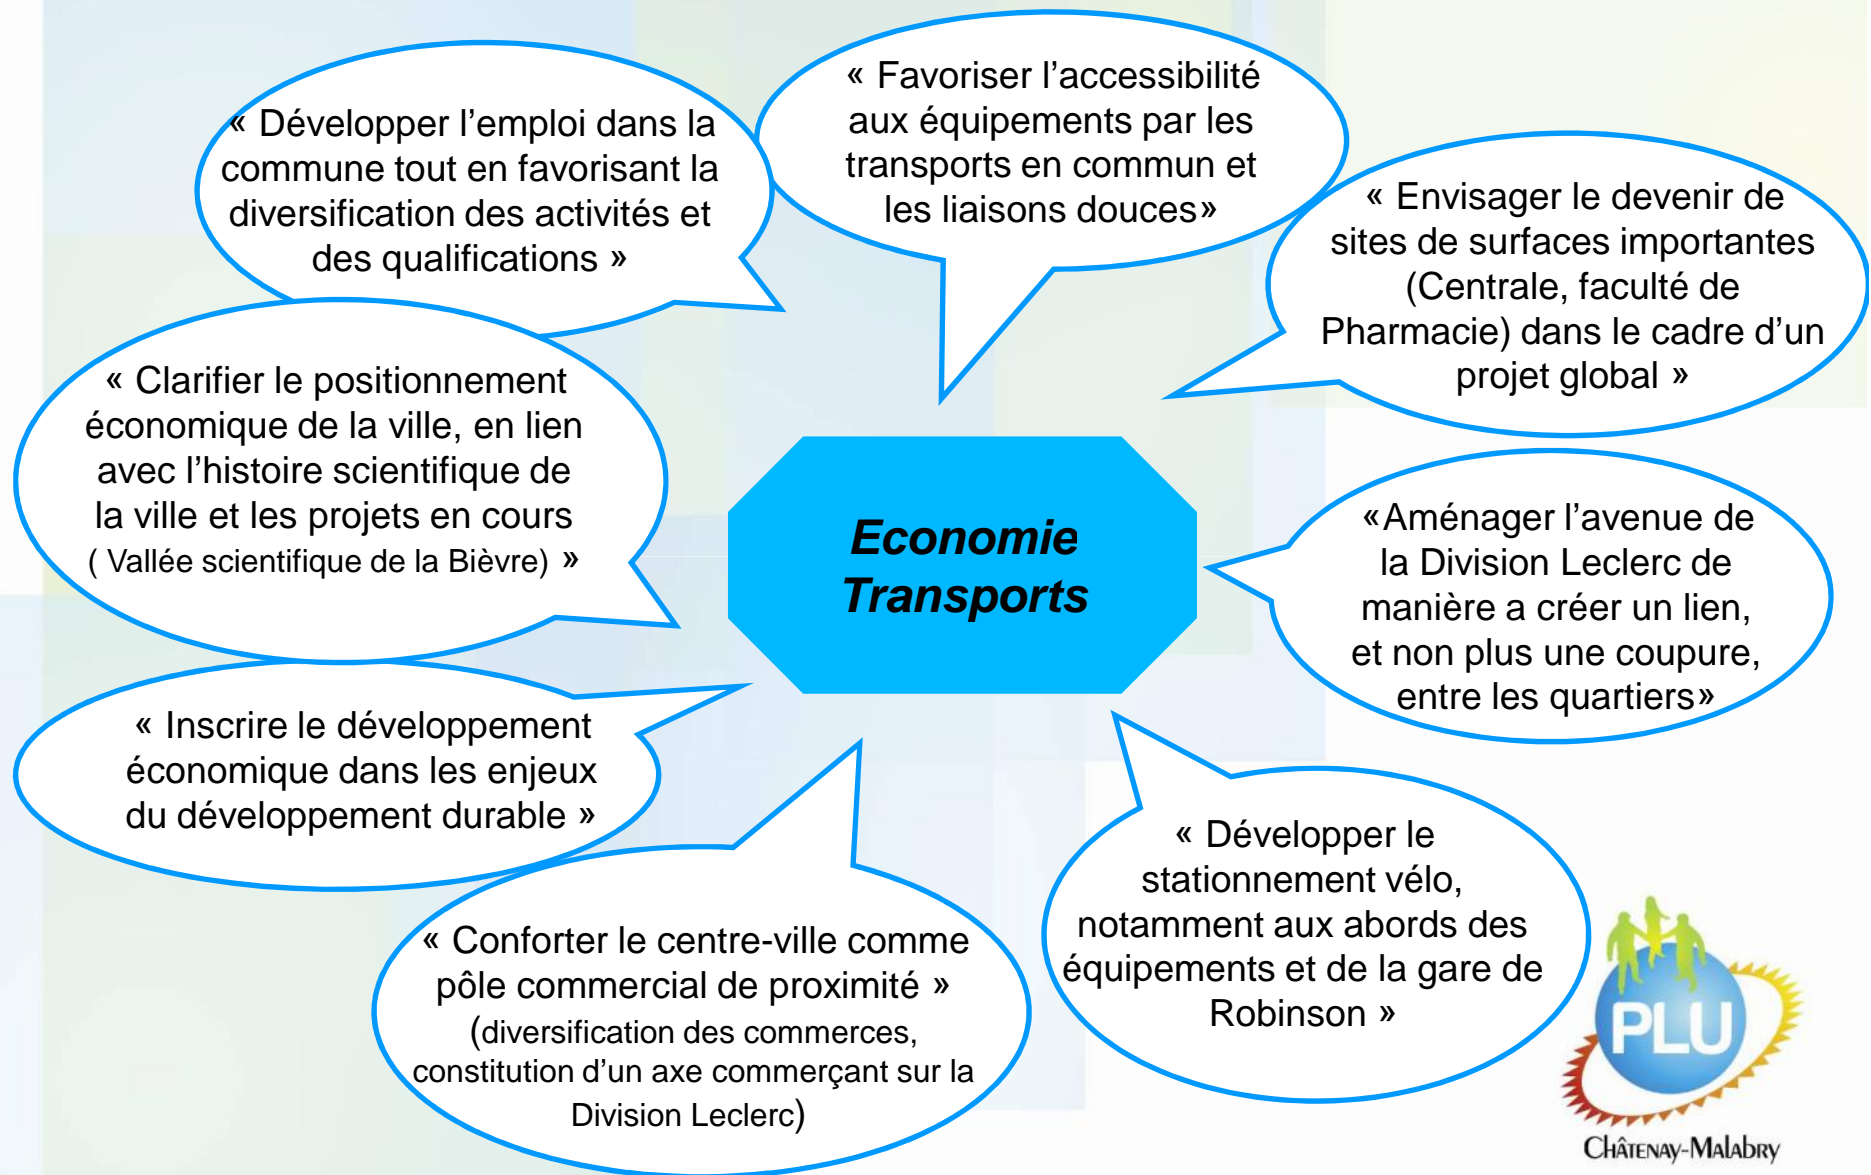 « Développer l’emploi dans la
commune tout en favorisant la
diversification des activités et
des qualifications »
« Favoriser l’accessibilité
aux équipements par les
transports en commun et
les liaisons douces»
« Envisager le devenir de
sites de surfaces importantes
(Centrale, faculté de
Pharmacie) dans le cadre d’un
projet global »
« Clarifier le positionnement
économique de la ville, en lien
avec l’histoire scientifique de
la ville et les projets en cours
( Vallée scientifique de la Bièvre) »
Economie
Transports
«Aménager l’avenue de
la Division Leclerc de
manière a créer un lien,
et non plus une coupure,
entre les quartiers»
« Inscrire le développement
économique dans les enjeux
du développement durable »
« Conforter le centre-ville comme
pôle commercial de proximité »
(diversification des commerces,
constitution d’un axe commerçant sur la
Division Leclerc)
« Développer le
stationnement vélo,
notamment aux abords des
équipements et de la gare de
Robinson »
PLU
CHÂTENAY-MALABRY